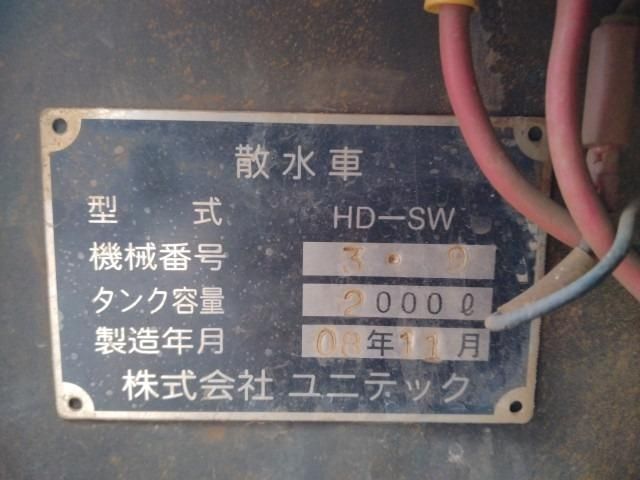 散水車
型 式 HD-SW
機械番号 3・9
タンク容量 2000ℓ
製造年月 08年11月
株式会社 ユニテック